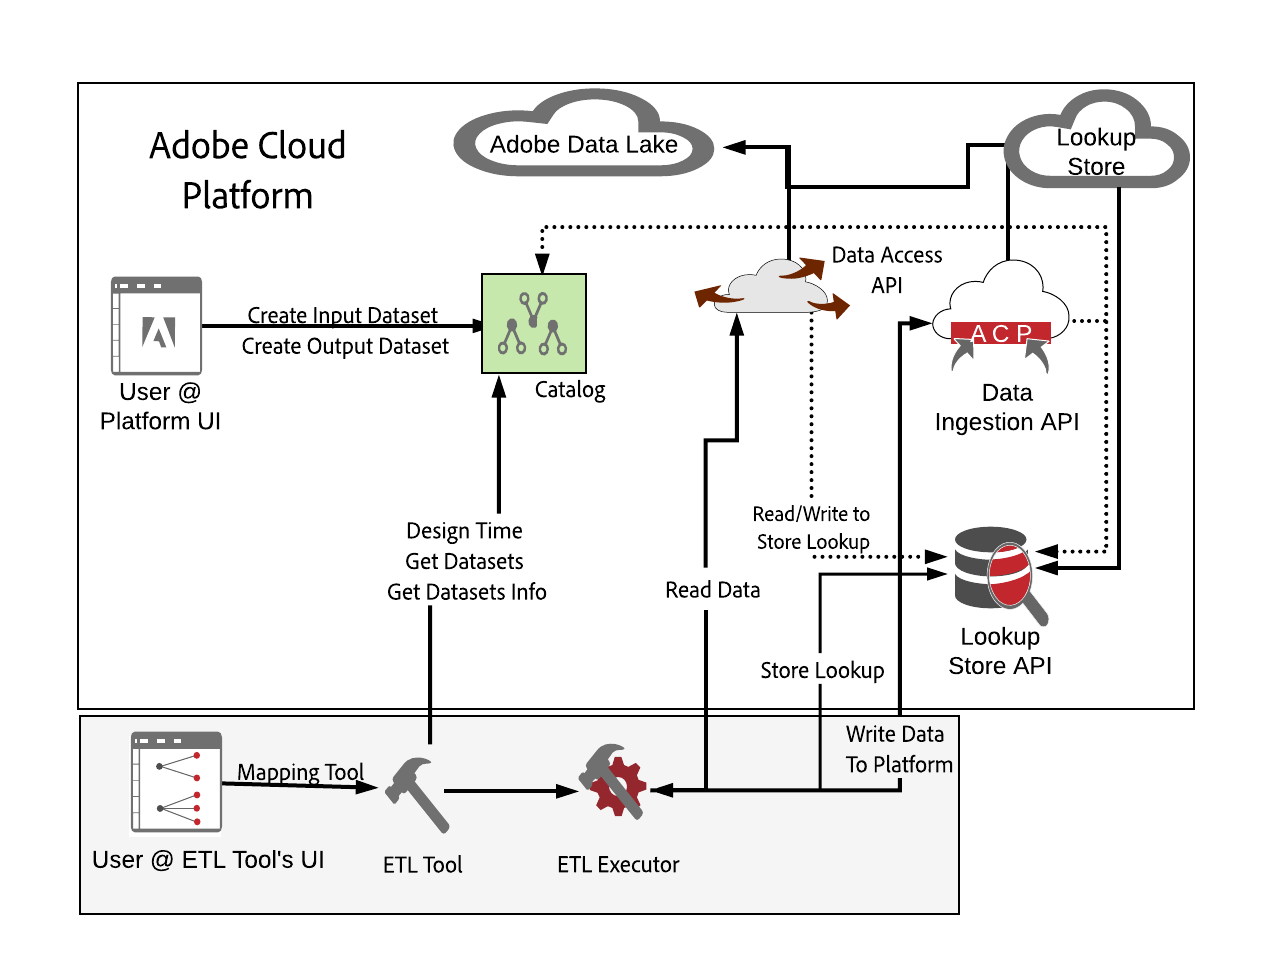 Adobe Cloud
Platform
Adobe Data Lake
Lookup
Store
Data Access
API
Create Input Dataset
Create Output Dataset
User @
Platform UI
Catalog
ACP
Data
Ingestion API
Design Time
Get Datasets
Get Datasets Info
Read/Write to
Store Lookup
Read Data
Lookup
Store API
Store Lookup
Write Data
To Platform
Mapping Tool
User @ ETL Tool's UI
ETL Tool
ETL Executor